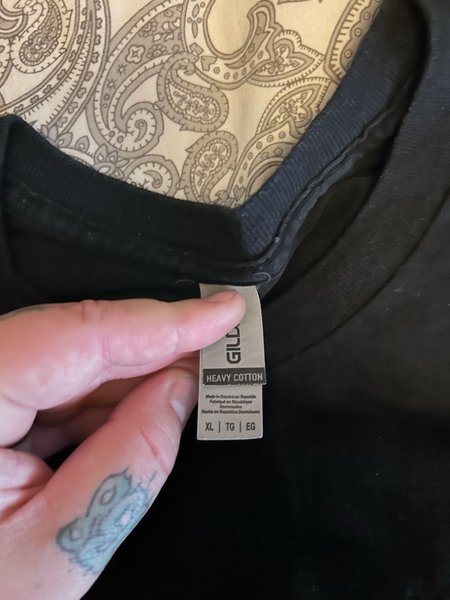 GILD
HEAVY COTTON
Made in Dominican Republic
Fabriqué en République
Dominicaine
Hecho en República Dominicana
XL | TG | EG